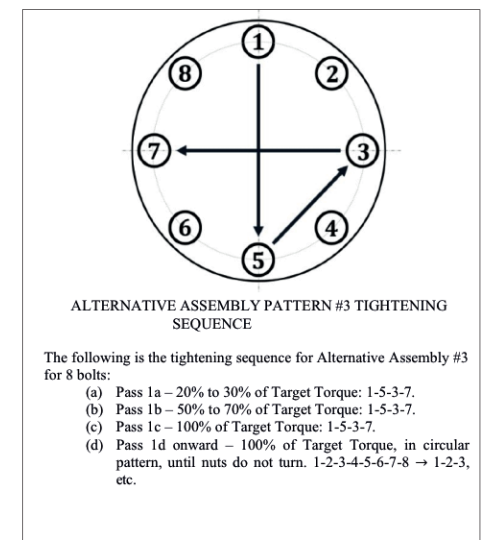 1
8 2
7 3
6 4
5
ALTERNATIVE ASSEMBLY PATTERN #3 TIGHTENING
SEQUENCE
The following is the tightening sequence for Alternative Assembly #3
for 8 bolts:
(a) Pass 1a – 20% to 30% of Target Torque: 1-5-3-7.
(b) Pass 1b – 50% to 70% of Target Torque: 1-5-3-7.
(c) Pass 1c – 100% of Target Torque: 1-5-3-7.
(d) Pass 1d onward – 100% of Target Torque, in circular
pattern, until nuts do not turn. 1-2-3-4-5-6-7-8 → 1-2-3,
etc.